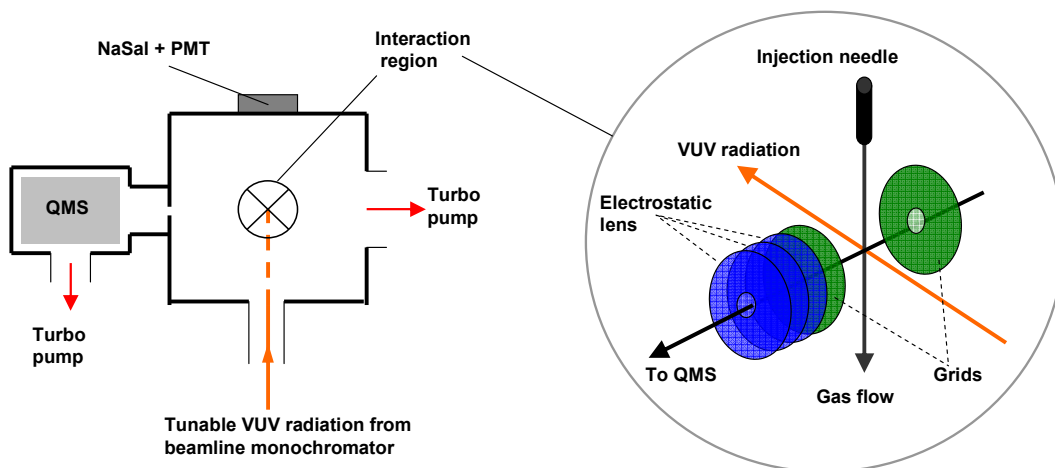 NaSal + PMT
Interaction
region
QMS
Turbo
pump
Turbo
pump
Tunable VUV radiation from
beamline monochromator
Injection needle
VUV radiation
Electrostatic
lens
To QMS
Gas flow
Grids